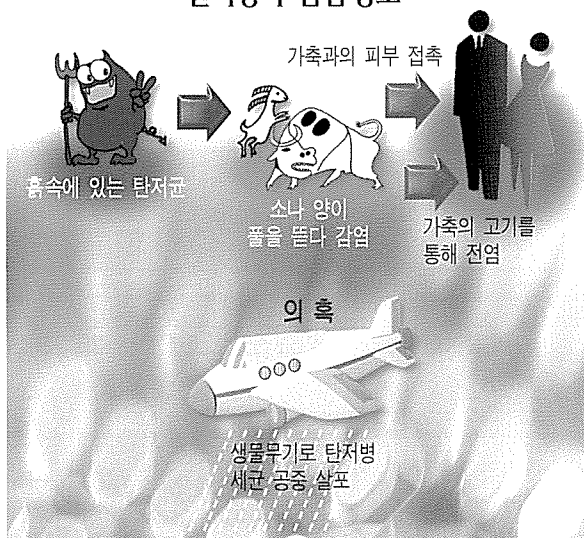 가축과의 피부 접촉
흙속에 있는 탄저균
소나 양이
풀을 뜯다 감염
가축의 고기를
통해 전염
의 혹
생물무기로 탄저병
세균 공중 살포